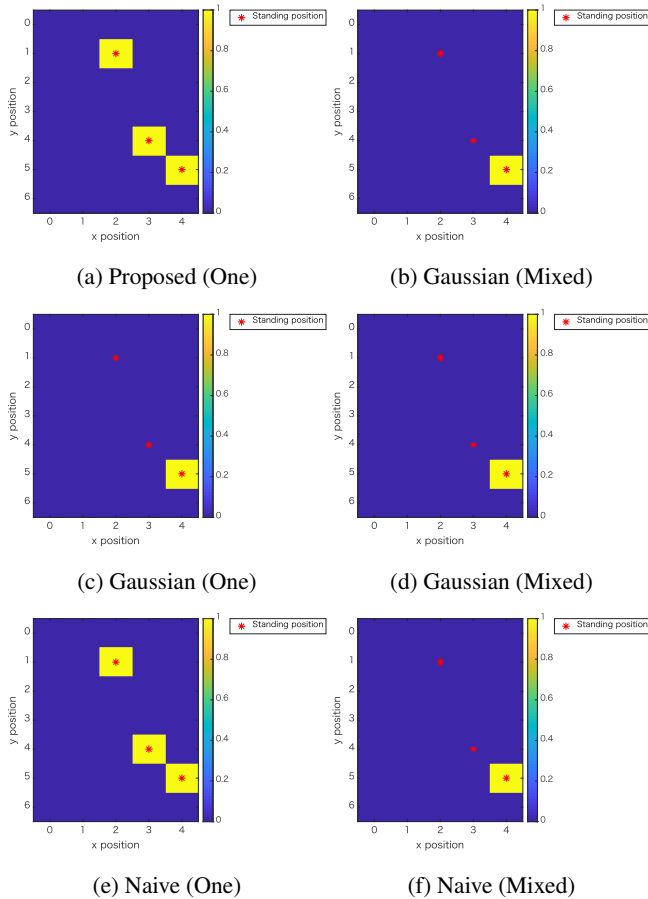 Standing position
Standing position
1
0.8
0.6
0.4
0.2
0
1
0.8
0.6
0.4
0.2
0
y position
0
1
2
3
4
5
6
y position
0
1
2
3
4
5
6
0 1 2 3 4
0 1 2 3 4
x position
x position
(a) Proposed (One)
(b) Gaussian (Mixed)
Standing position
Standing position
1
0.8
0.6
0.4
0.2
0
1
0.8
0.6
0.4
0.2
0
y position
0
1
2
3
4
5
6
y position
0
1
2
3
4
5
6
0 1 2 3 4
0 1 2 3 4
x position
x position
(c) Gaussian (One)
(d) Gaussian (Mixed)
Standing position
Standing position
1
0.8
0.6
0.4
0.2
0
1
0.8
0.6
0.4
0.2
0
y position
0
1
2
3
4
5
6
y position
0
1
2
3
4
5
6
0 1 2 3 4
0 1 2 3 4
x position
x position
(e) Naive (One)
(f) Naive (Mixed)